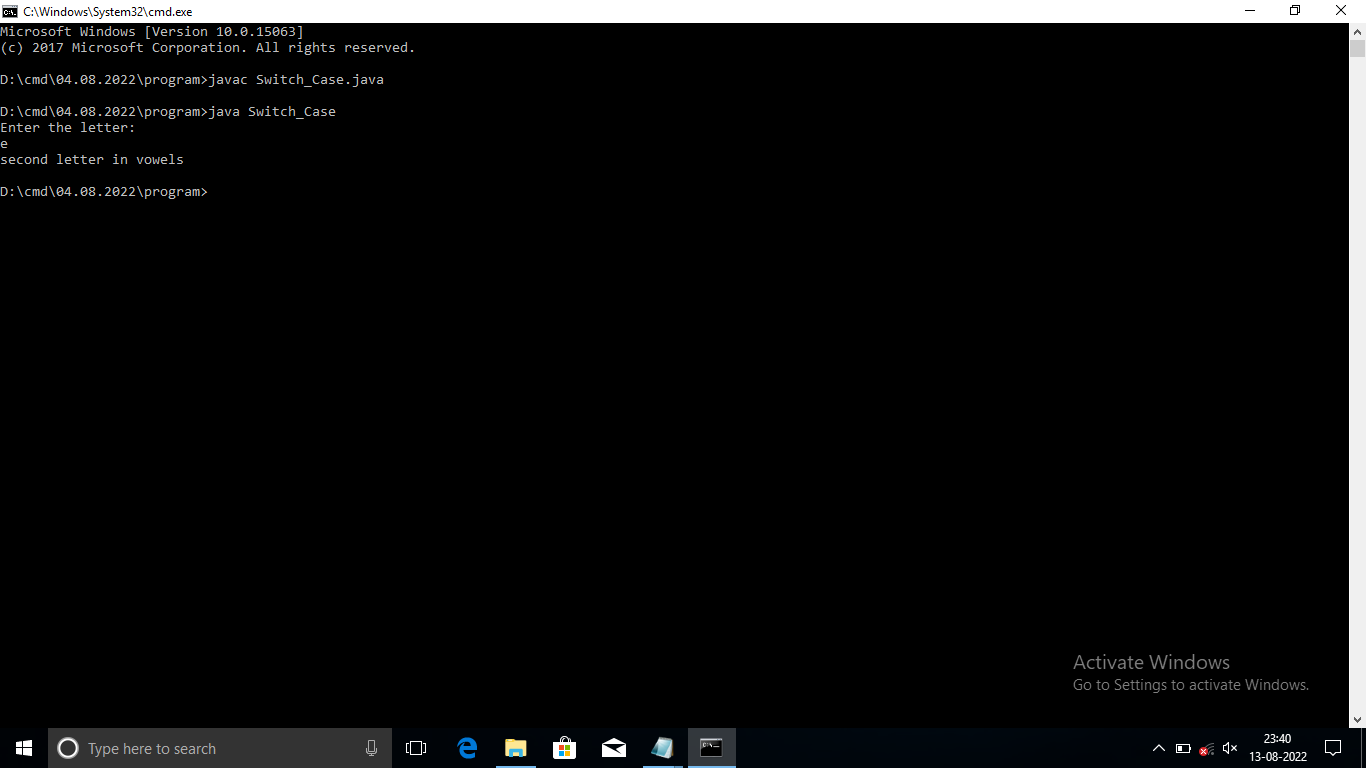 C:\Windows\System32\cmd.exe
Microsoft Windows [Version 10.0.15063]
(c) 2017 Microsoft Corporation. All rights reserved.
D:\cmd\04.08.2022\program>javac Switch_Case.java
D:\cmd\04.08.2022\program>java Switch_Case
Enter the letter:
e
second letter in vowels
D:\cmd\04.08.2022\program>
Activate Windows
Go to Settings to activate Windows.
Type here to search
23:40
13-08-2022